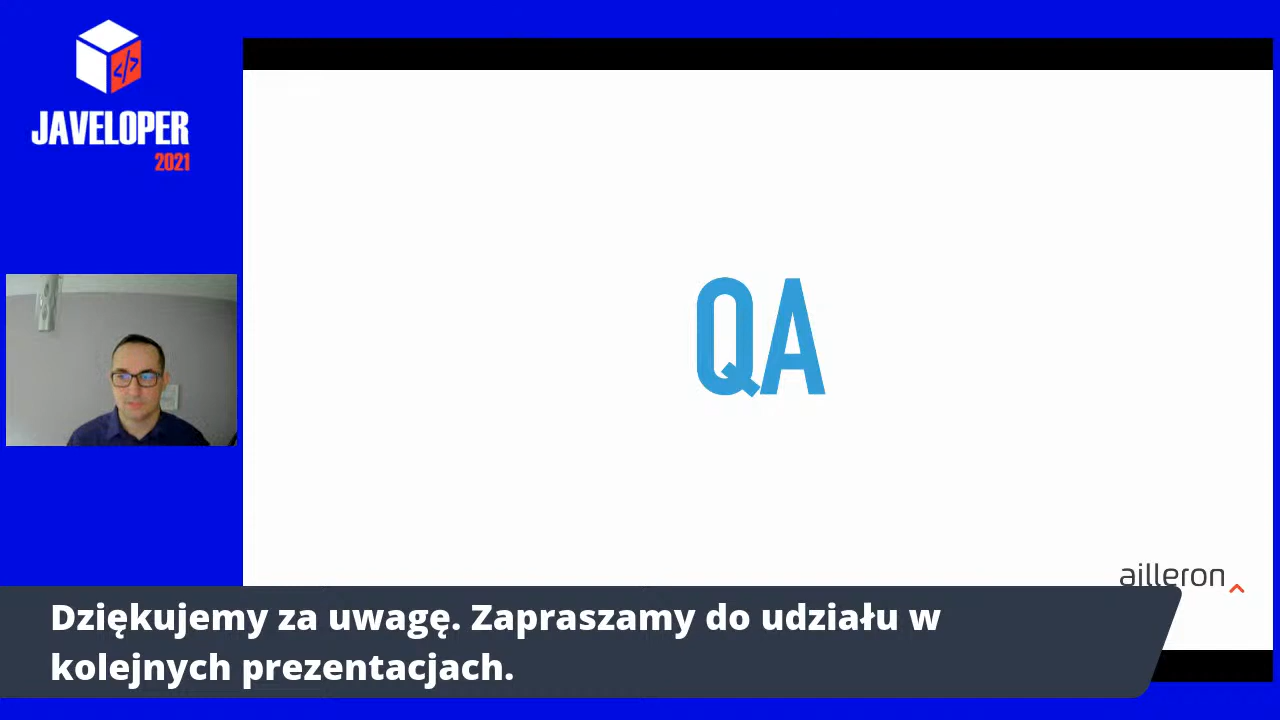 </>
JAVELOPER
2021
QA
ailleron
Dziękujemy za uwagę. Zapraszamy do udziału w
kolejnych prezentacjach.